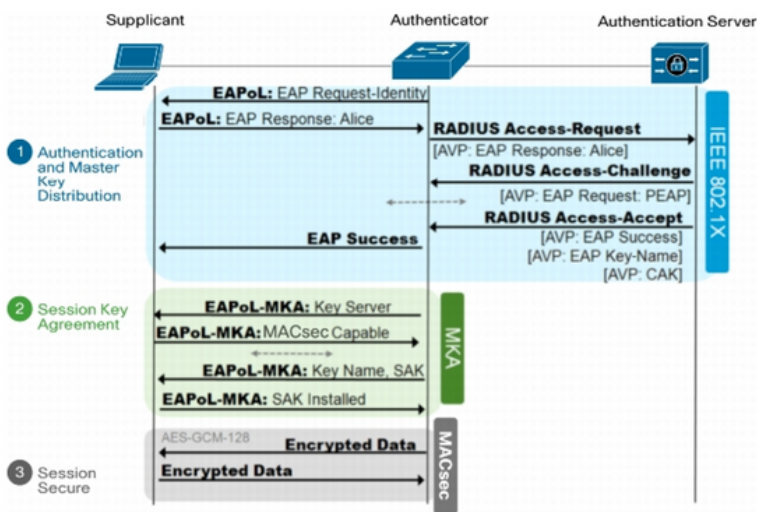 Supplicant
Authenticator
Authentication Server
EAPoL: EAP Request-Identity
EAPoL: EAP Response: Alice
RADIUS Access-Request
[AVP: EAP Response: Alice]
RADIUS Access-Challenge
[AVP: EAP Request: PEAP]
RADIUS Access-Accept
EAP Success
[AVP: EAP Success]
[AVP: EAP Key-Name]
[AVP: CAK]
IEEE 802.1X
1 Authentication
and Master
Key
Distribution
2 Session Key
Agreement
EAPoL-MKA: Key Server
EAPoL-MKA: MACsec Capable
EAPoL-MKA: Key Name, SAK
EAPoL-MKA: SAK Installed
MKA
AES-GCM-128
Encrypted Data
Encrypted Data
MACsec
3 Session
Secure